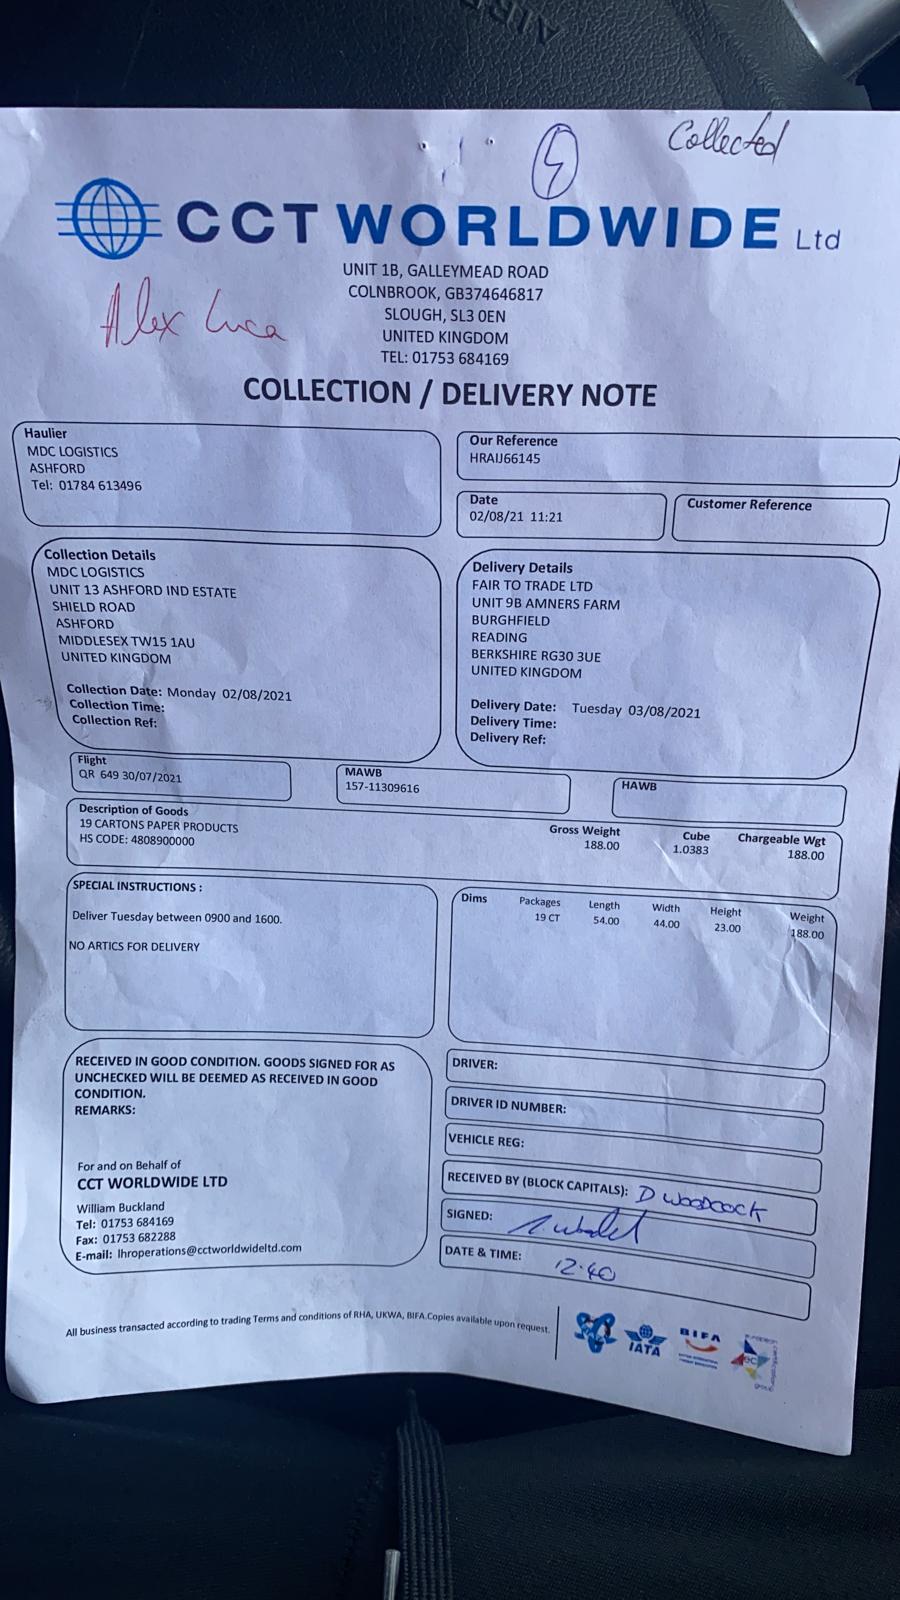 Collected
CCT WORLDWIDE Ltd
UNIT 1B, GALLEYMEAD ROAD
COLNBROOK, GB374646817
SLOUGH, SL3 0EN
UNITED KINGDOM
TEL: 01753 684169
Alex Luca
COLLECTION / DELIVERY NOTE
Haulier
MDC LOGISTICS
ASHFORD
Tel: 01784 613496
Our Reference
HRAIJ66145
Date
02/08/21 11:21
Customer Reference
Collection Details
MDC LOGISTICS
UNIT 13 ASHFORD IND ESTATE
SHIELD ROAD
ASHFORD
MIDDLESEX TW15 1AU
UNITED KINGDOM
Collection Date: Monday 02/08/2021
Collection Time:
Collection Ref:
Delivery Details
FAIR TO TRADE LTD
UNIT 9B AMNERS FARM
BURGHFIELD
READING
BERKSHIRE RG30 3UE
UNITED KINGDOM
Delivery Date: Tuesday 03/08/2021
Delivery Time:
Delivery Ref:
Flight
QR 649 30/07/2021
MAWB
157-11309616
HAWB
Description of Goods
19 CARTONS PAPER PRODUCTS
HS CODE: 4808900000
Gross Weight Cube Chargeable Wgt
188.00 1.0383 188.00
SPECIAL INSTRUCTIONS :
Deliver Tuesday between 0900 and 1600.
NO ARTICS FOR DELIVERY
Dims Packages Length Width Height Weight
19 CT 54.00 44.00 23.00 188.00
RECEIVED IN GOOD CONDITION. GOODS SIGNED FOR AS
UNCHECKED WILL BE DEEMED AS RECEIVED IN GOOD
CONDITION.
REMARKS:
For and on Behalf of
CCT WORLDWIDE LTD
William Buckland
Tel: 01753 684169
Fax: 01753 682288
E-mail: lhroperations@cctworldwideltd.com
DRIVER:
DRIVER ID NUMBER:
VEHICLE REG:
RECEIVED BY (BLOCK CAPITALS): D WOODCOCK
SIGNED:
DATE & TIME: 12.40
All business transacted according to trading Terms and conditions of RHA, UKWA, BIFA.Copies available upon request.
IATA
BIFA